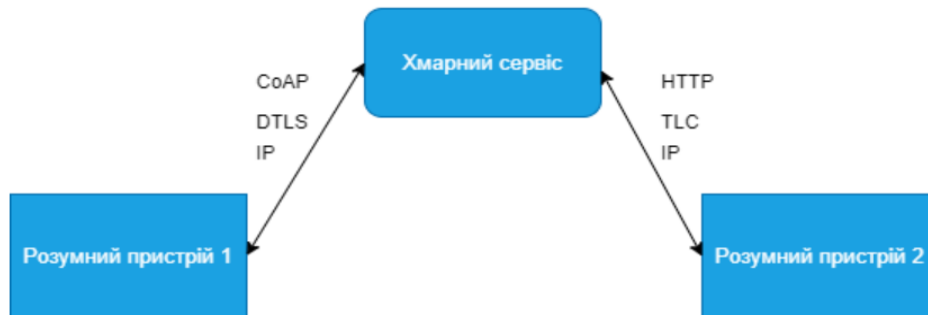 Хмарний сервіс
CoAP
DTLS
IP
HTTP
TLC
IP
Розумний пристрій 1
Розумний пристрій 2